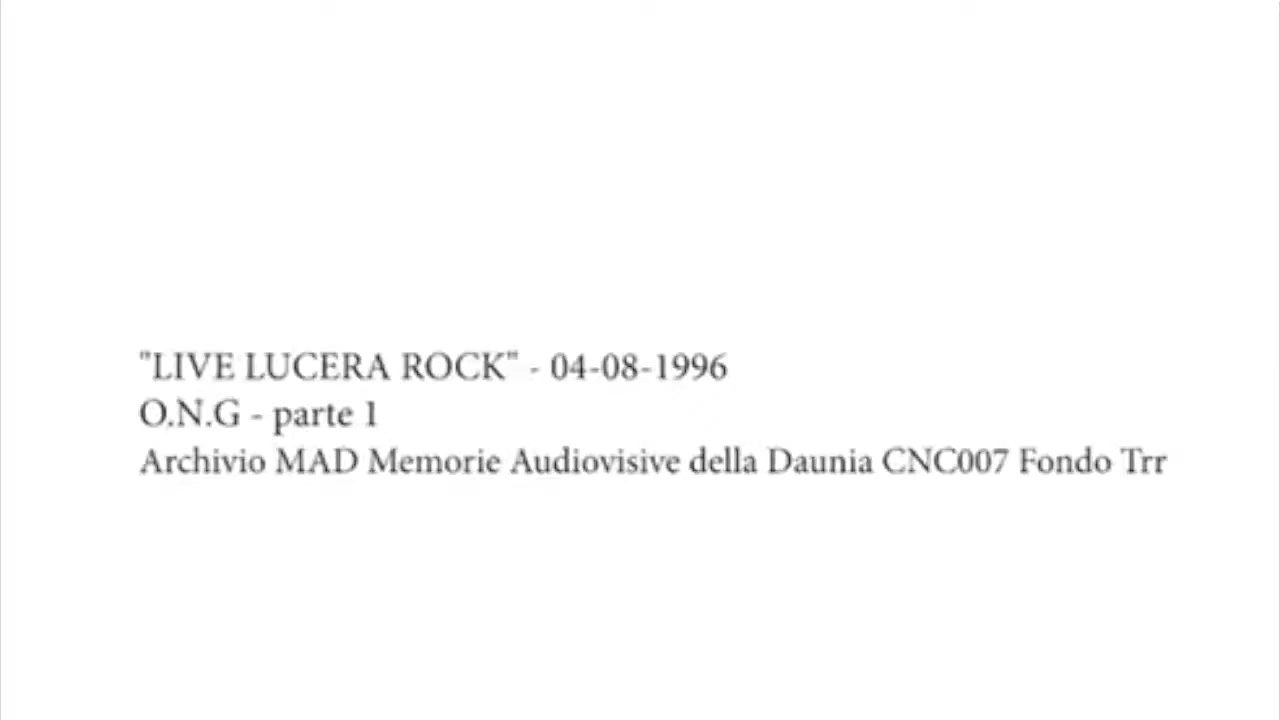 "LIVE LUCERA ROCK" - 04-08-1996
O.N.G - parte 1
Archivio MAD Memorie Audiovisive della Daunia CNC007 Fondo Trr